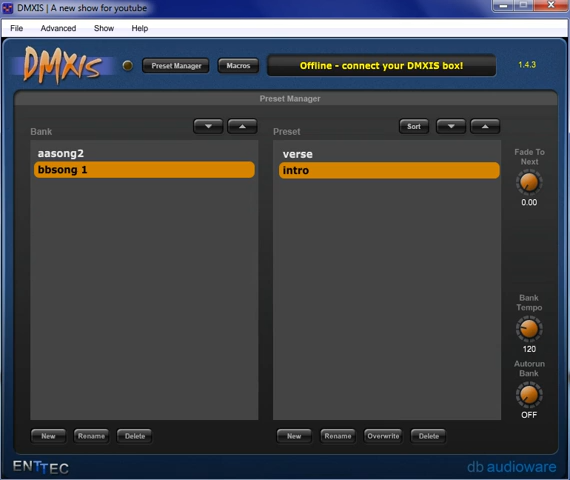 DMXIS | A new show for youtube
File Advanced Show Help
DMXIS Preset Manager Macros Offline - connect your DMXIS box! 1.4.3
Preset Manager
Bank Preset Sort
aasong2
bbsong 1
verse
intro
Fade To
Next
0.00
Bank
Tempo
120
Autorun
Bank
OFF
New Rename Delete New Rename Overwrite Delete
ENTTEC db audioware